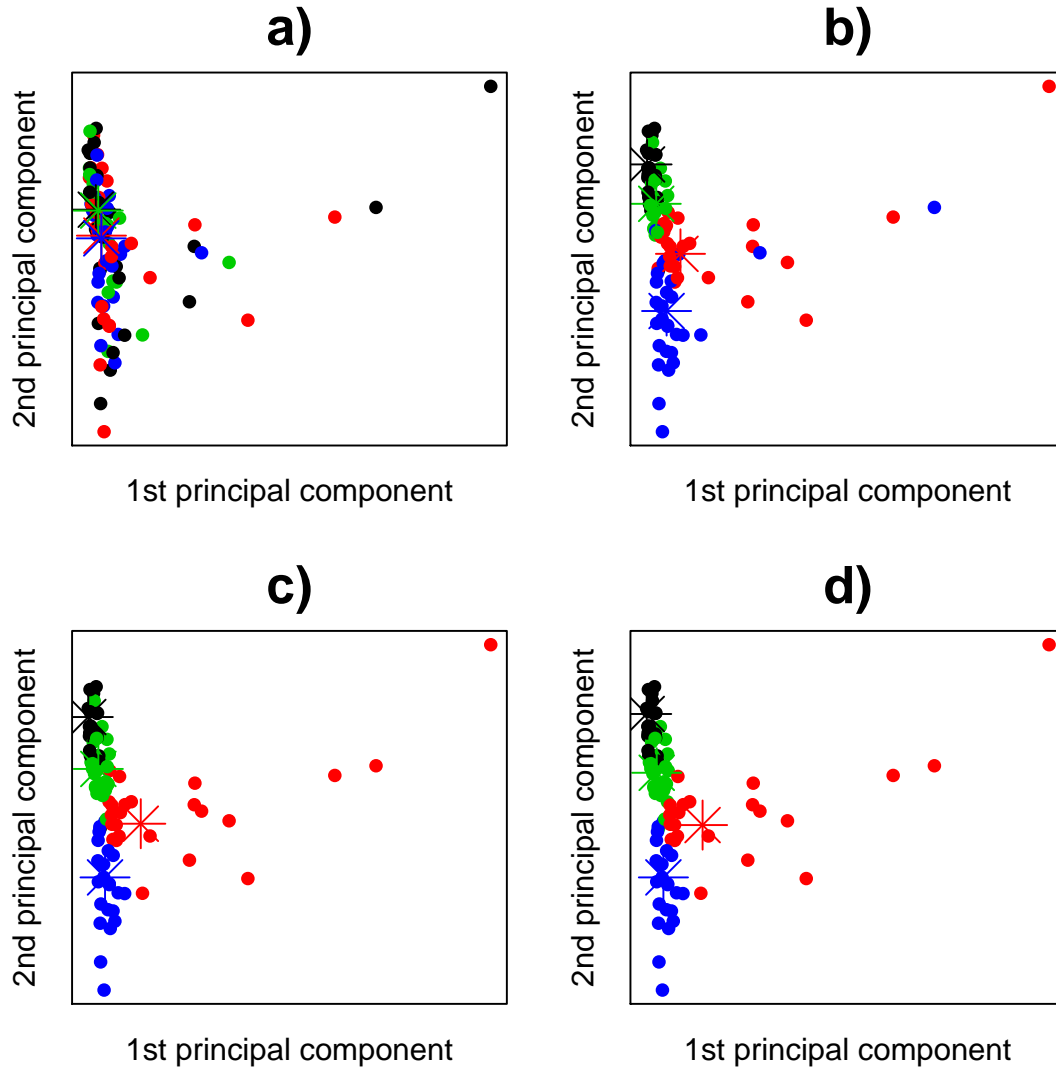 a)
b)
2nd principal component
2nd principal component
1st principal component
1st principal component
c)
d)
2nd principal component
2nd principal component
1st principal component
1st principal component